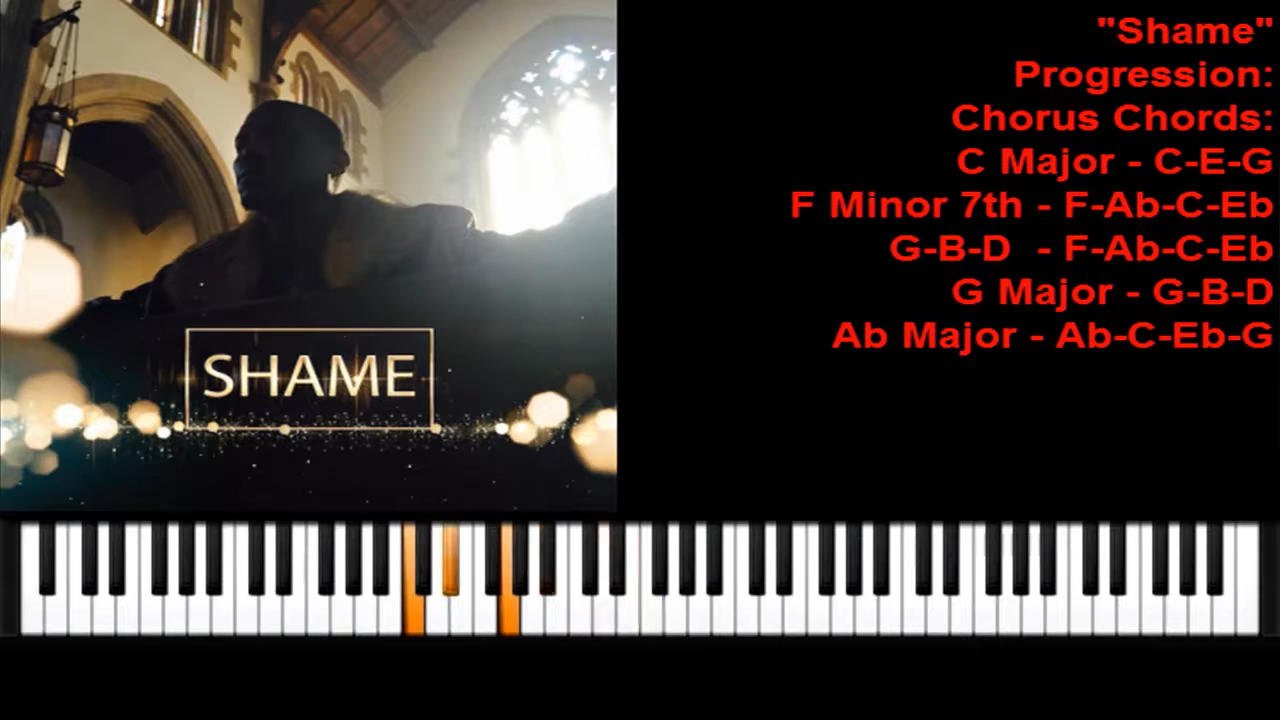 "Shame"
Progression:
Chorus Chords:
C Major - C-E-G
F Minor 7th - F-Ab-C-Eb
G-B-D  - F-Ab-C-Eb
G Major - G-B-D
Ab Major - Ab-C-Eb-G
SHAME